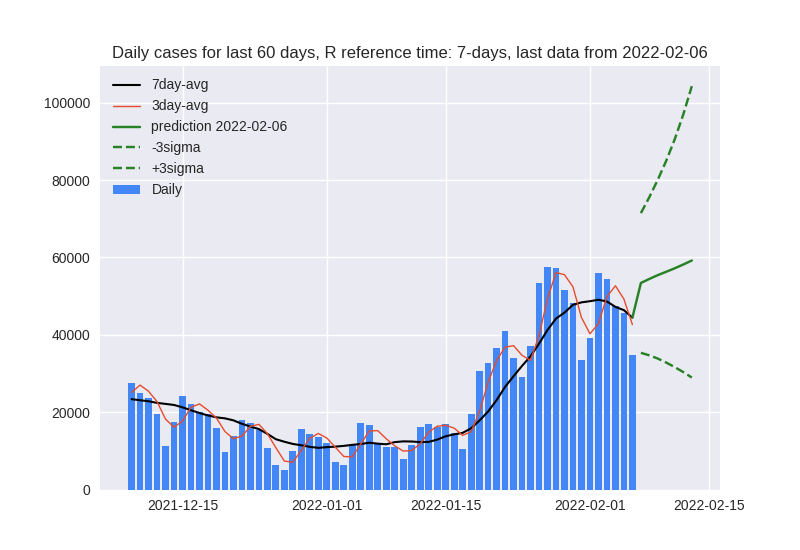 Daily cases for last 60 days, R reference time: 7-days, last data from 2022-02-06
7day-avg
3day-avg
prediction 2022-02-06
-3sigma
+3sigma
Daily
100000
80000
60000
40000
20000
0
2021-12-15 2022-01-01 2022-01-15 2022-02-01 2022-02-15